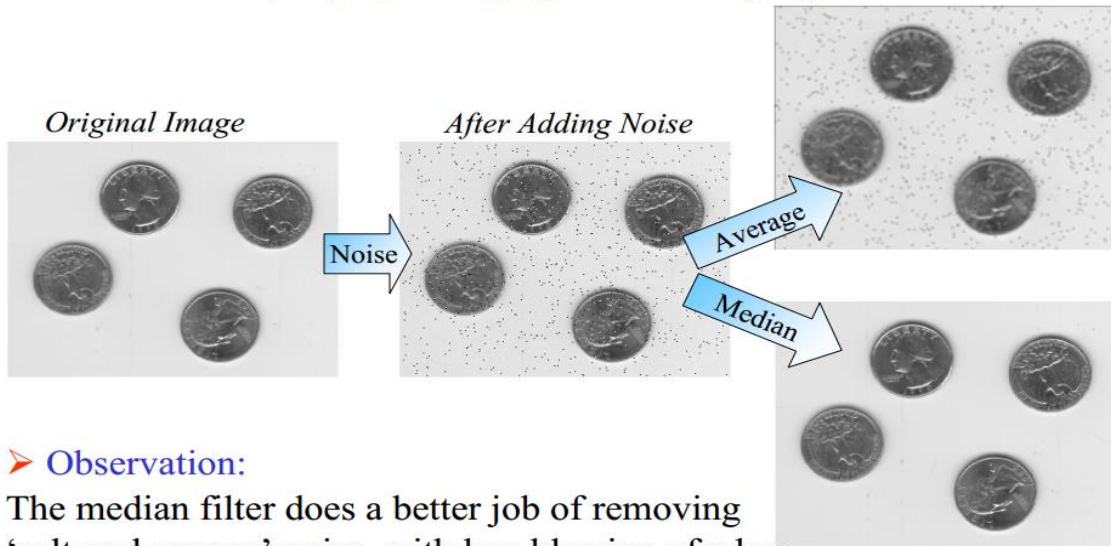 Original Image
After Adding Noise
Noise
Average
Median
➢ Observation:
The median filter does a better job of removing